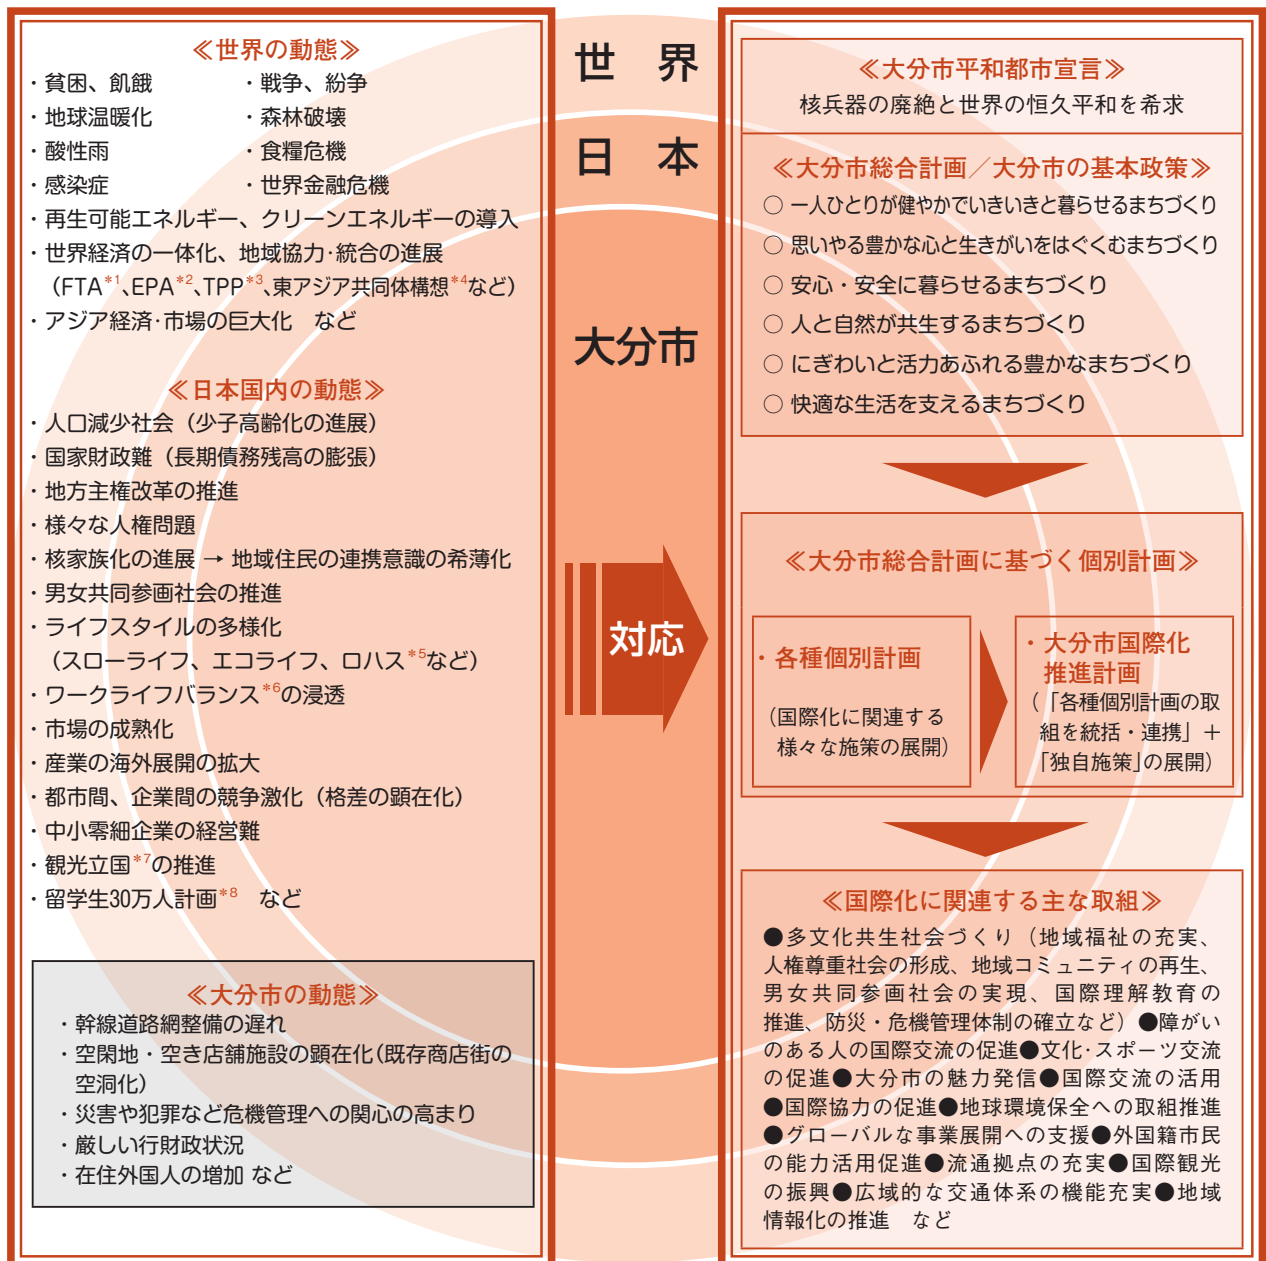 ≪世界の動態≫
・貧困、飢餓　・戦争、紛争
・地球温暖化　・森林破壊
・酸性雨　・食糧危機
・感染症　・世界金融危機
・再生可能エネルギー、クリーンエネルギーの導入
・世界経済の一体化、地域協力・統合の進展
（FTA＊1、EPA＊2、TPP＊3、東アジア共同体構想＊4など）
・アジア経済・市場の巨大化　など
≪日本国内の動態≫
・人口減少社会（少子高齢化の進展）
・国家財政難（長期債務残高の膨張）
・地方主権改革の推進
・様々な人権問題
・核家族化の進展 → 地域住民の連携意識の希薄化
・男女共同参画社会の推進
・ライフスタイルの多様化
（スローライフ、エコライフ、ロハス＊5など）
・ワークライフバランス＊6の浸透
・市場の成熟化
・産業の海外展開の拡大
・都市間、企業間の競争激化（格差の顕在化）
・中小零細企業の経営難
・観光立国＊7の推進
・留学生30万人計画＊8　など
≪大分市の動態≫
・幹線道路網整備の遅れ
・空閑地・空き店舗施設の顕在化（既存商店街の
空洞化）
・災害や犯罪など危機管理への関心の高まり
・厳しい行財政状況
・在住外国人の増加 など
世　界
日　本
大分市
対応
≪大分市平和都市宣言≫
核兵器の廃絶と世界の恒久平和を希求
≪大分市総合計画／大分市の基本政策≫
○ 一人ひとりが健やかでいきいきと暮らせるまちづくり
○ 思いやる豊かな心と生きがいをはぐくむまちづくり
○ 安心・安全に暮らせるまちづくり
○ 人と自然が共生するまちづくり
○ にぎわいと活力あふれる豊かなまちづくり
○ 快適な生活を支えるまちづくり
≪大分市総合計画に基づく個別計画≫
・各種個別計画
（国際化に関連する
様々な施策の展開）
・大分市国際化
推進計画
（「各種個別計画の取
組を統括・連携」＋
「独自施策」の展開）
≪国際化に関連する主な取組≫
●多文化共生社会づくり（地域福祉の充実、
人権尊重社会の形成、地域コミュニティの再生、
男女共同参画社会の実現、国際理解教育の
推進、防災・危機管理体制の確立など）●障がい
のある人の国際交流の促進●文化・スポーツ交流
の促進●大分市の魅力発信●国際交流の活用
●国際協力の促進●地球環境保全への取組推進
●グローバルな事業展開への支援●外国籍市民
の能力活用促進●流通拠点の充実●国際観光
の振興●広域的な交通体系の機能充実●地域
情報化の推進　など